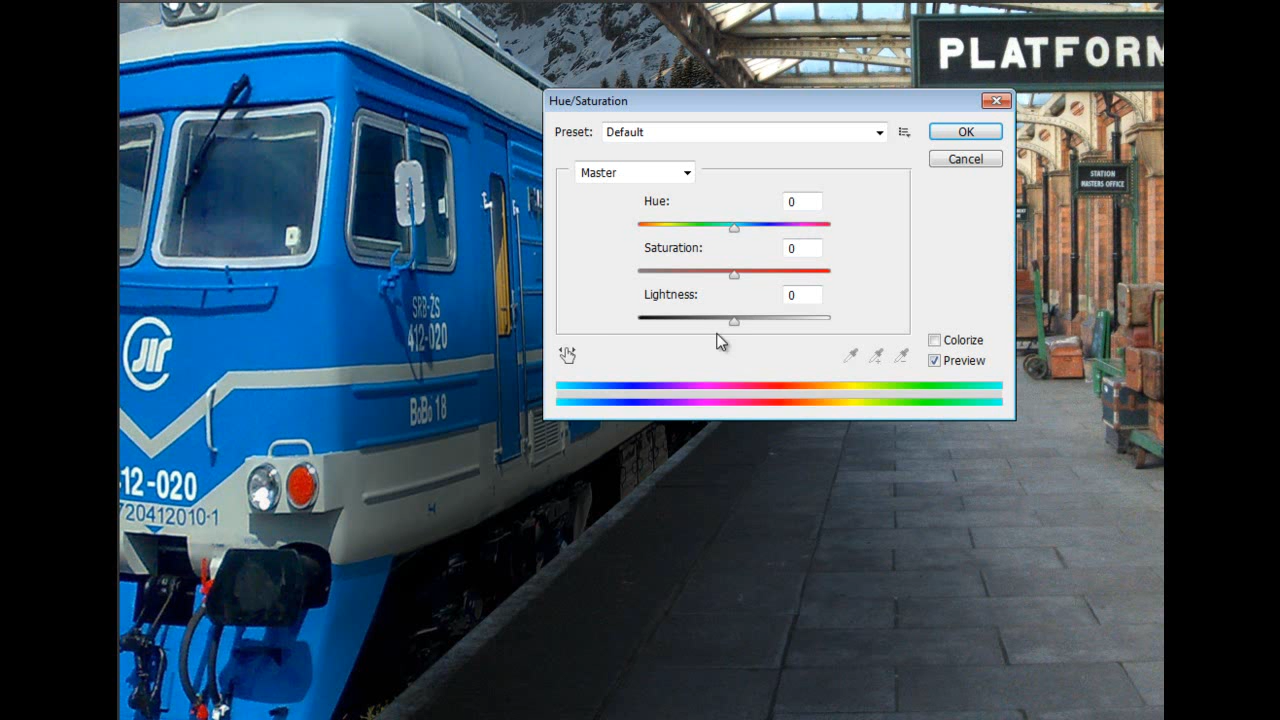 PLATFORM
Hue/Saturation
Preset: Default
OK
Cancel
Master
Hue: 0
Saturation: 0
Lightness: 0
Colorize
Preview
STATION
MASTERS OFFICE
SRB-ŽS
412-020
BoBo 18
12-020
720412010-1